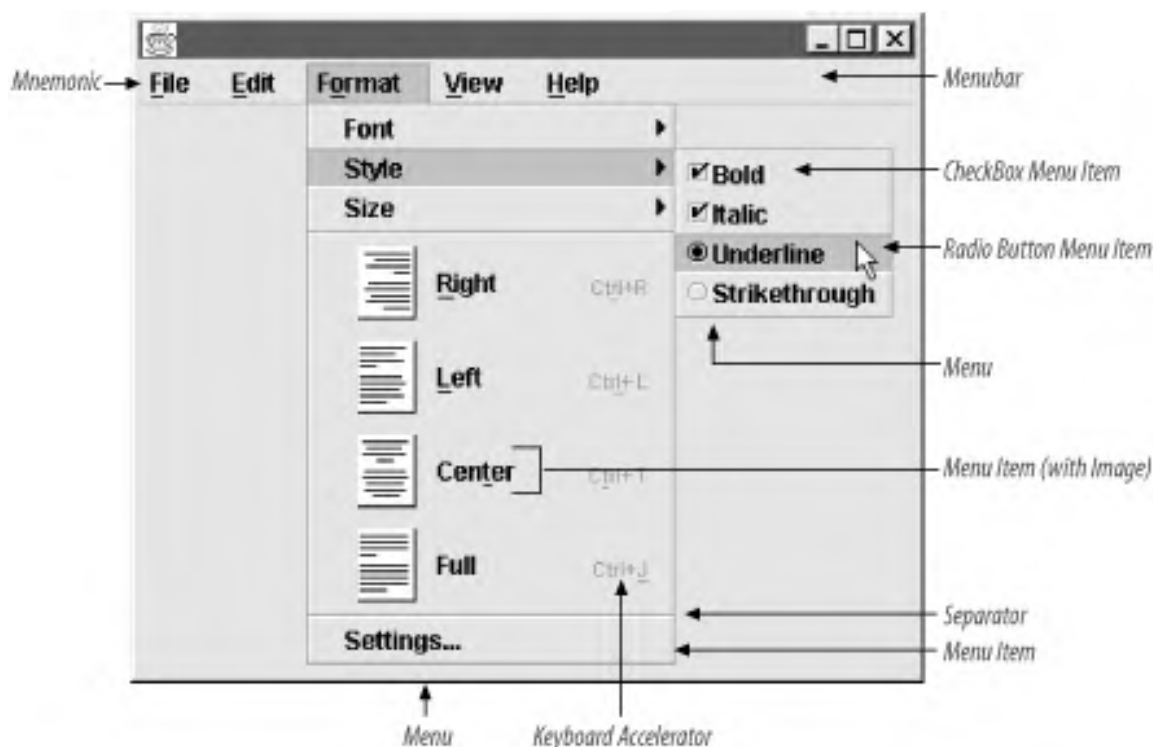 Mnemonic File Edit Format View Help Menubar
Font
Style
Size
Bold CheckBox Menu Item
Italic
Underline Radio Button Menu Item
Strikethrough
Menu
Right Ctrl+R
Left Ctrl+L
Center Ctrl+T Menu Item (with Image)
Full Ctrl+J
Separator
Settings... Menu Item
Menu Keyboard Accelerator